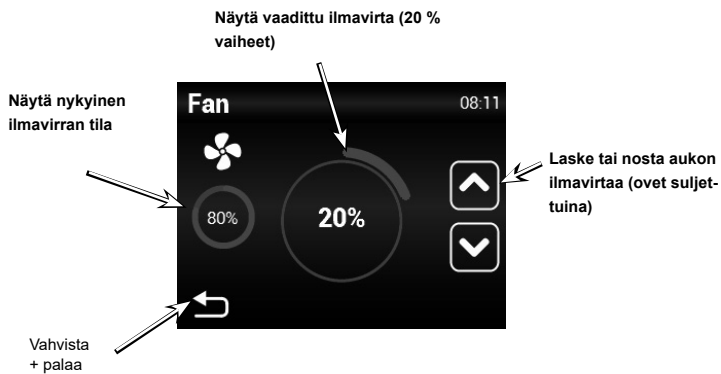 Näytä vaadittu ilmavirta (20 %
vaiheet)
Näytä nykyinen
ilmavirran tila
Fan
08:11
80%
20%
Laske tai nosta aukon
ilmavirtaa (ovet suljet-
tuina)
Vahvista
+ palaa